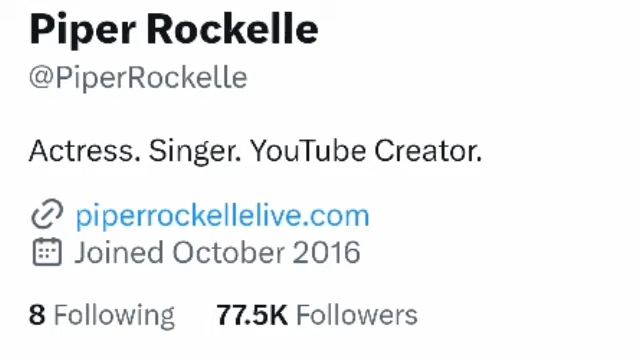 Piper Rockelle
@PiperRockelle
Actress. Singer. YouTube Creator.
piperrockellelive.com
Joined October 2016
8 Following 77.5K Followers